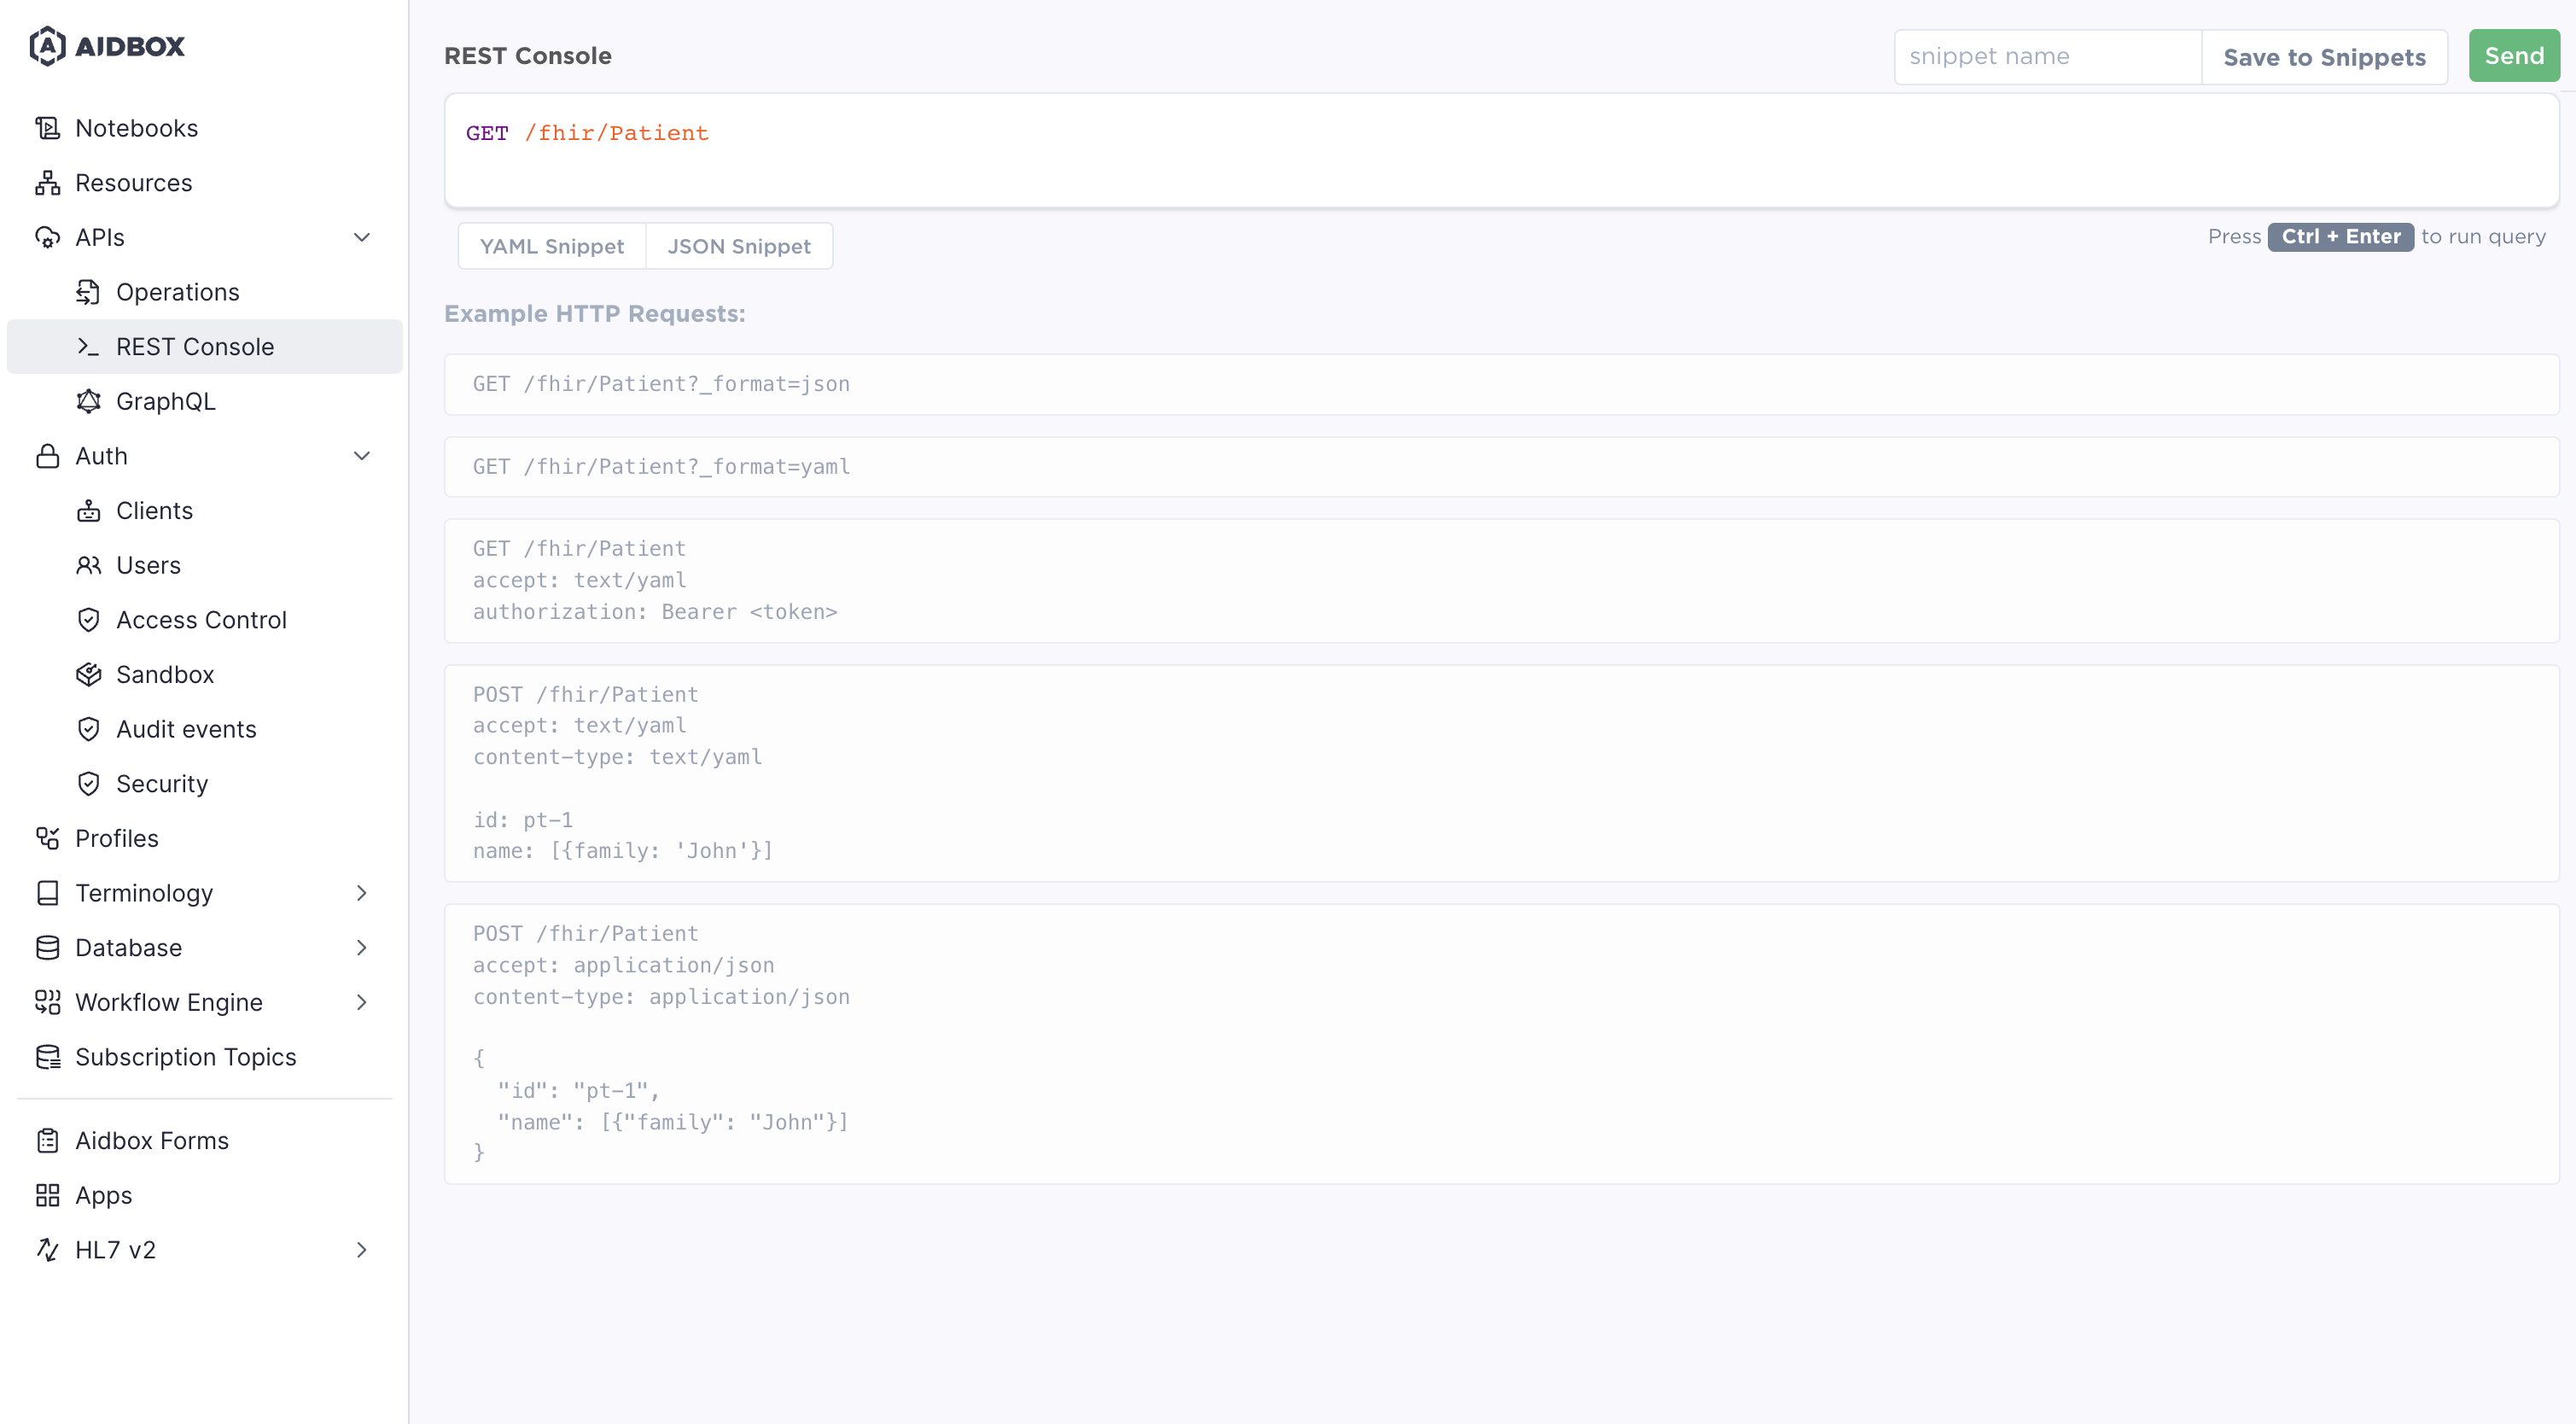 AIDBOX
Notebooks
Resources
APIs
Operations
REST Console
GraphQL
Auth
Clients
Users
Access Control
Sandbox
Audit events
Security
Profiles
Terminology
Database
Workflow Engine
Subscription Topics
Aidbox Forms
Apps
HL7 v2
REST Console
snippet name
Save to Snippets
Send
GET /fhir/Patient
YAML Snippet
JSON Snippet
Press Ctrl + Enter to run query
Example HTTP Requests:
GET /fhir/Patient?_format=json
GET /fhir/Patient?_format=yaml
GET /fhir/Patient
accept: text/yaml
authorization: Bearer <token>
POST /fhir/Patient
accept: text/yaml
content-type: text/yaml
id: pt-1
name: [{family: 'John'}]
POST /fhir/Patient
accept: application/json
content-type: application/json
{
  "id": "pt-1",
  "name": [{"family": "John"}]
}